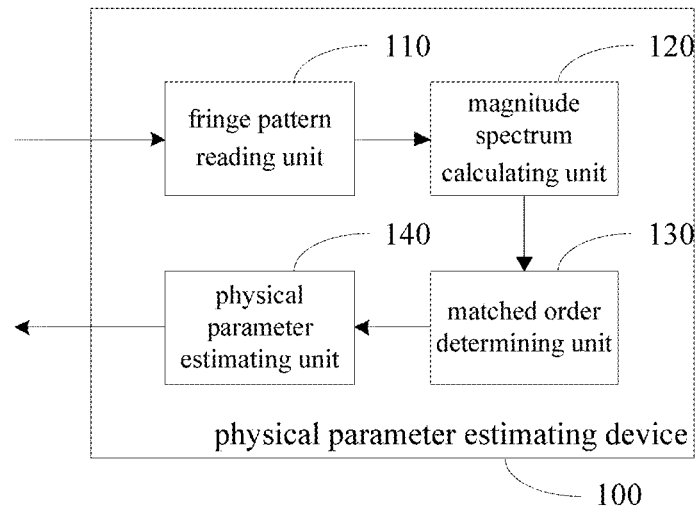 110
120
fringe pattern
reading unit
magnitude
spectrum
calculating unit
140
130
physical
parameter
estimating unit
matched order
determining unit
physical parameter estimating device
100